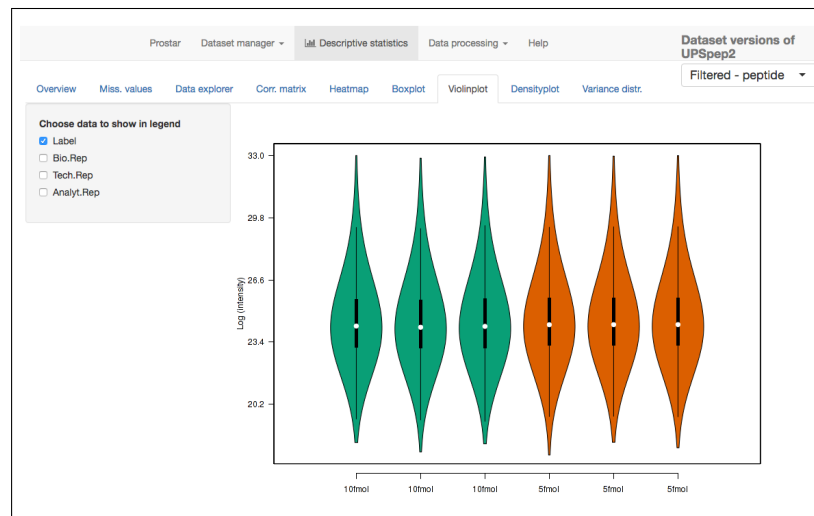 Prostar Dataset manager Descriptive statistics Data processing Help
Dataset versions of
UPSpep2
Filtered - peptide
Overview Miss. values Data explorer Corr. matrix Heatmap Boxplot Violinplot Densityplot Variance distr.
Choose data to show in legend
Label
Bio.Rep
Tech.Rep
Analyt.Rep
Log (Intensity)
33.0
29.8
26.6
23.4
20.2
10fmol 10fmol 10fmol 5fmol 5fmol 5fmol